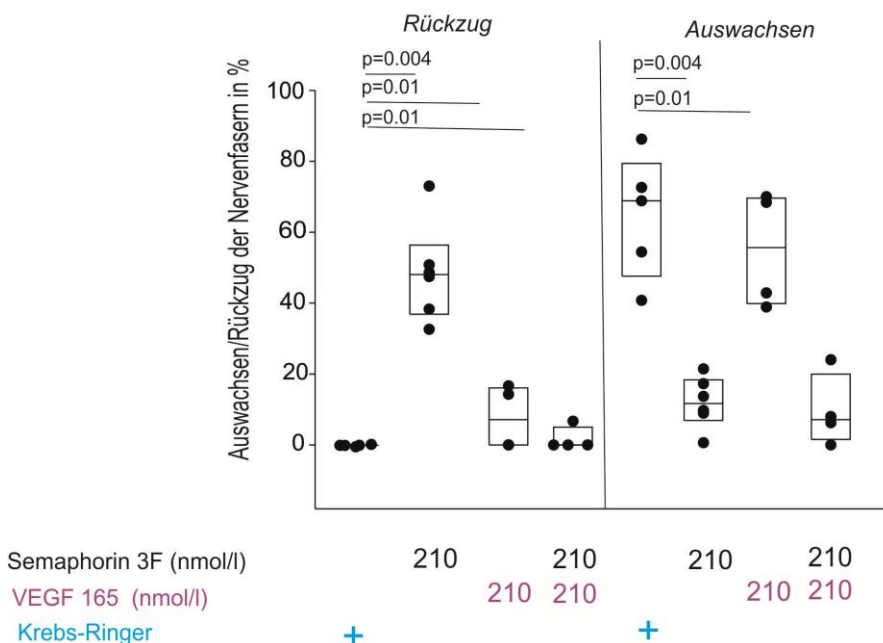 Rückzug Auswachsen
p=0.004 p=0.004
p=0.01 p=0.01
p=0.01
Auswachsen/Rückzug der Nervenfasern in %
100
80
60
40
20
0
Semaphorin 3F (nmol/l) 210 210 210 210
VEGF 165 (nmol/l) 210 210 210 210
Krebs-Ringer + +